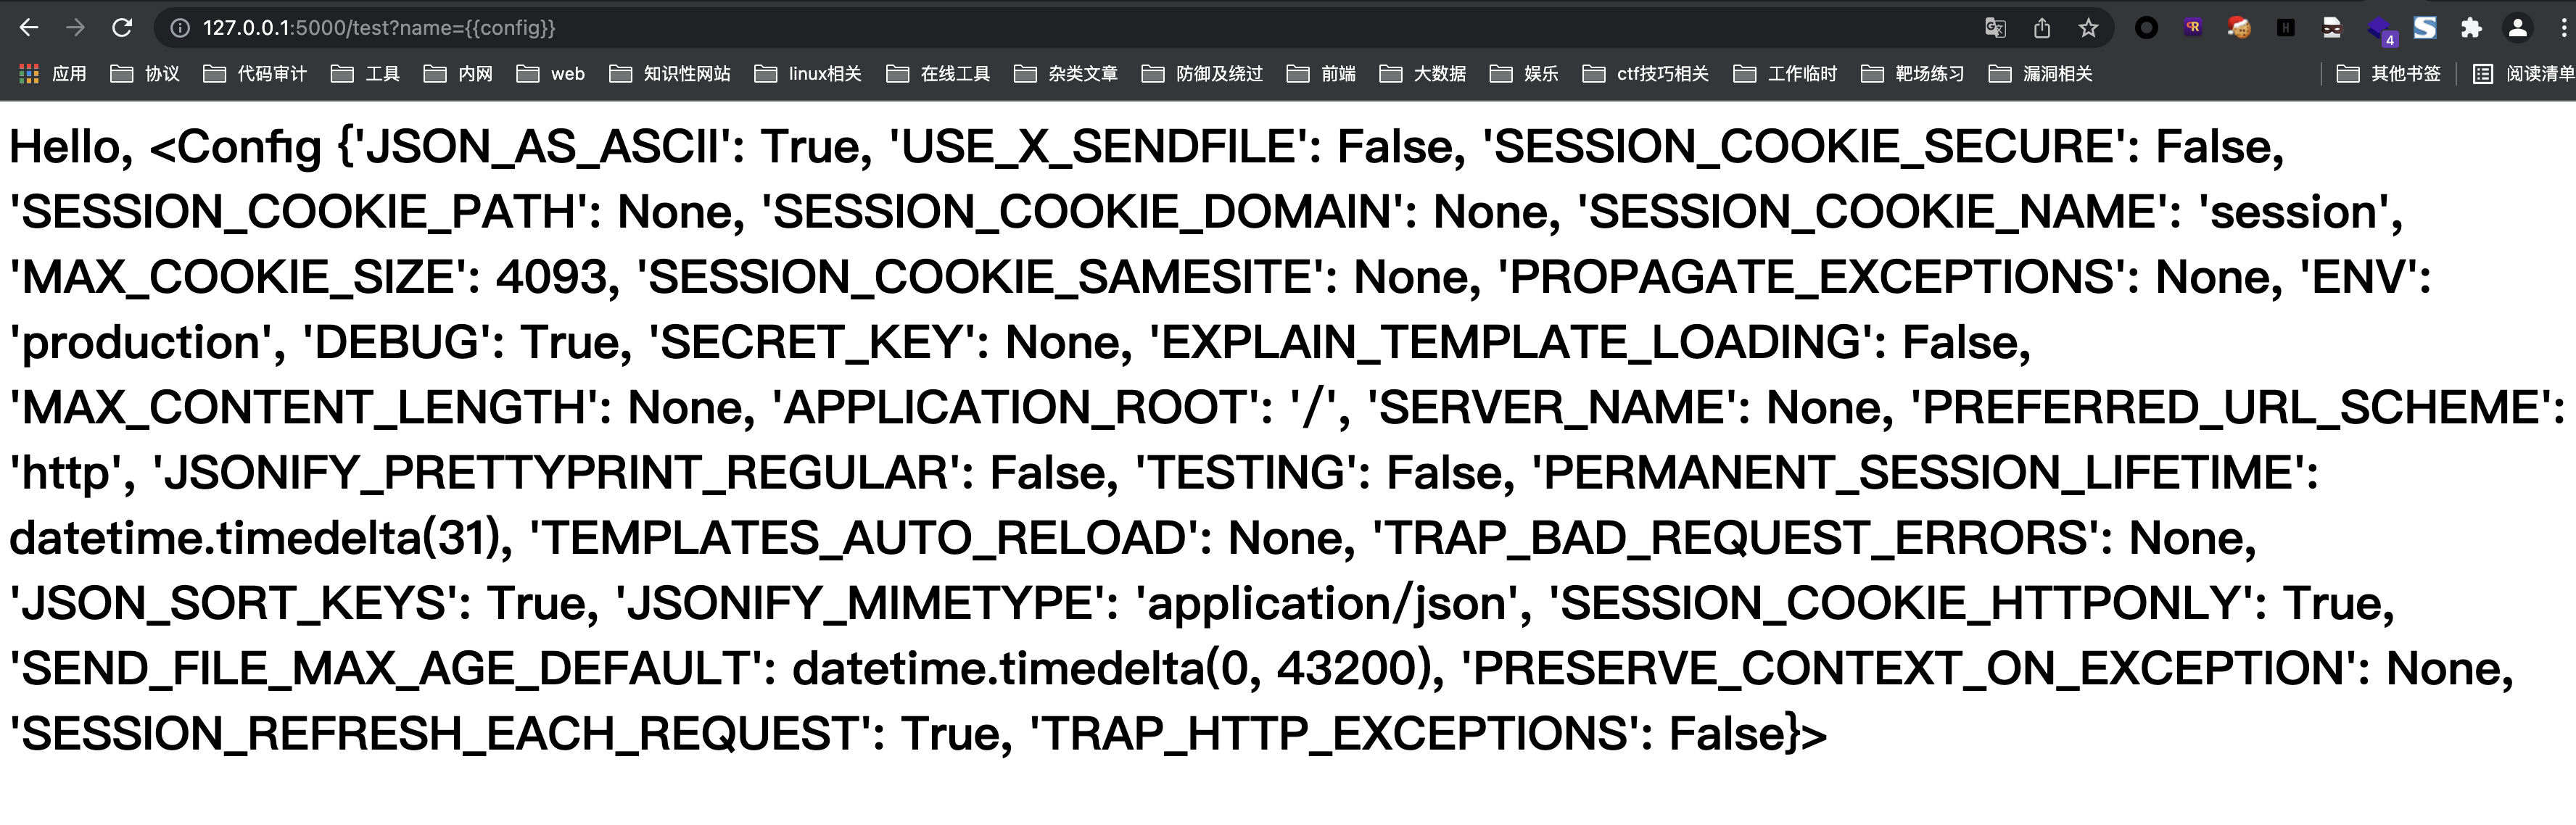 127.0.0.1:5000/test?name={{config}}
4
应用 协议 代码审计 工具 内网 web 知识性网站 linux相关 在线工具 杂类文章 防御及绕过 前端 大数据 娱乐 ctf技巧相关 工作临时 靶场练习 漏洞相关 其他书签 阅读清单
Hello, <Config {'JSON_AS_ASCII': True, 'USE_X_SENDFILE': False, 'SESSION_COOKIE_SECURE': False,
'SESSION_COOKIE_PATH': None, 'SESSION_COOKIE_DOMAIN': None, 'SESSION_COOKIE_NAME': 'session',
'MAX_COOKIE_SIZE': 4093, 'SESSION_COOKIE_SAMESITE': None, 'PROPAGATE_EXCEPTIONS': None, 'ENV':
'production', 'DEBUG': True, 'SECRET_KEY': None, 'EXPLAIN_TEMPLATE_LOADING': False,
'MAX_CONTENT_LENGTH': None, 'APPLICATION_ROOT': '/', 'SERVER_NAME': None, 'PREFERRED_URL_SCHEME':
'http', 'JSONIFY_PRETTYPRINT_REGULAR': False, 'TESTING': False, 'PERMANENT_SESSION_LIFETIME':
datetime.timedelta(31), 'TEMPLATES_AUTO_RELOAD': None, 'TRAP_BAD_REQUEST_ERRORS': None,
'JSON_SORT_KEYS': True, 'JSONIFY_MIMETYPE': 'application/json', 'SESSION_COOKIE_HTTPONLY': True,
'SEND_FILE_MAX_AGE_DEFAULT': datetime.timedelta(0, 43200), 'PRESERVE_CONTEXT_ON_EXCEPTION': None,
'SESSION_REFRESH_EACH_REQUEST': True, 'TRAP_HTTP_EXCEPTIONS': False}>